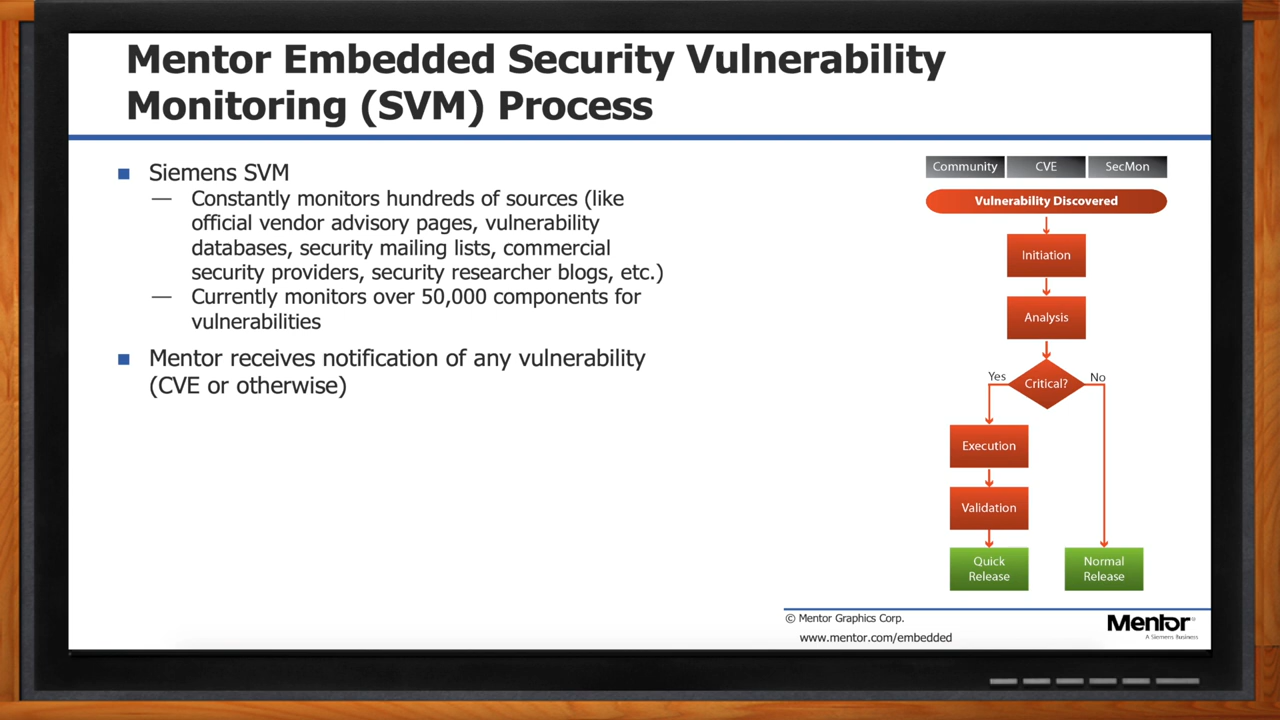 Mentor Embedded Security Vulnerability
Monitoring (SVM) Process
Siemens SVM
— Constantly monitors hundreds of sources (like
official vendor advisory pages, vulnerability
databases, security mailing lists, commercial
security providers, security researcher blogs, etc.)
— Currently monitors over 50,000 components for
vulnerabilities
Mentor receives notification of any vulnerability
(CVE or otherwise)
Community CVE SecMon
Vulnerability Discovered
Initiation
Analysis
Yes Critical? No
Execution
Validation
Quick
Release
Normal
Release
© Mentor Graphics Corp.
www.mentor.com/embedded
Mentor
A Siemens Business